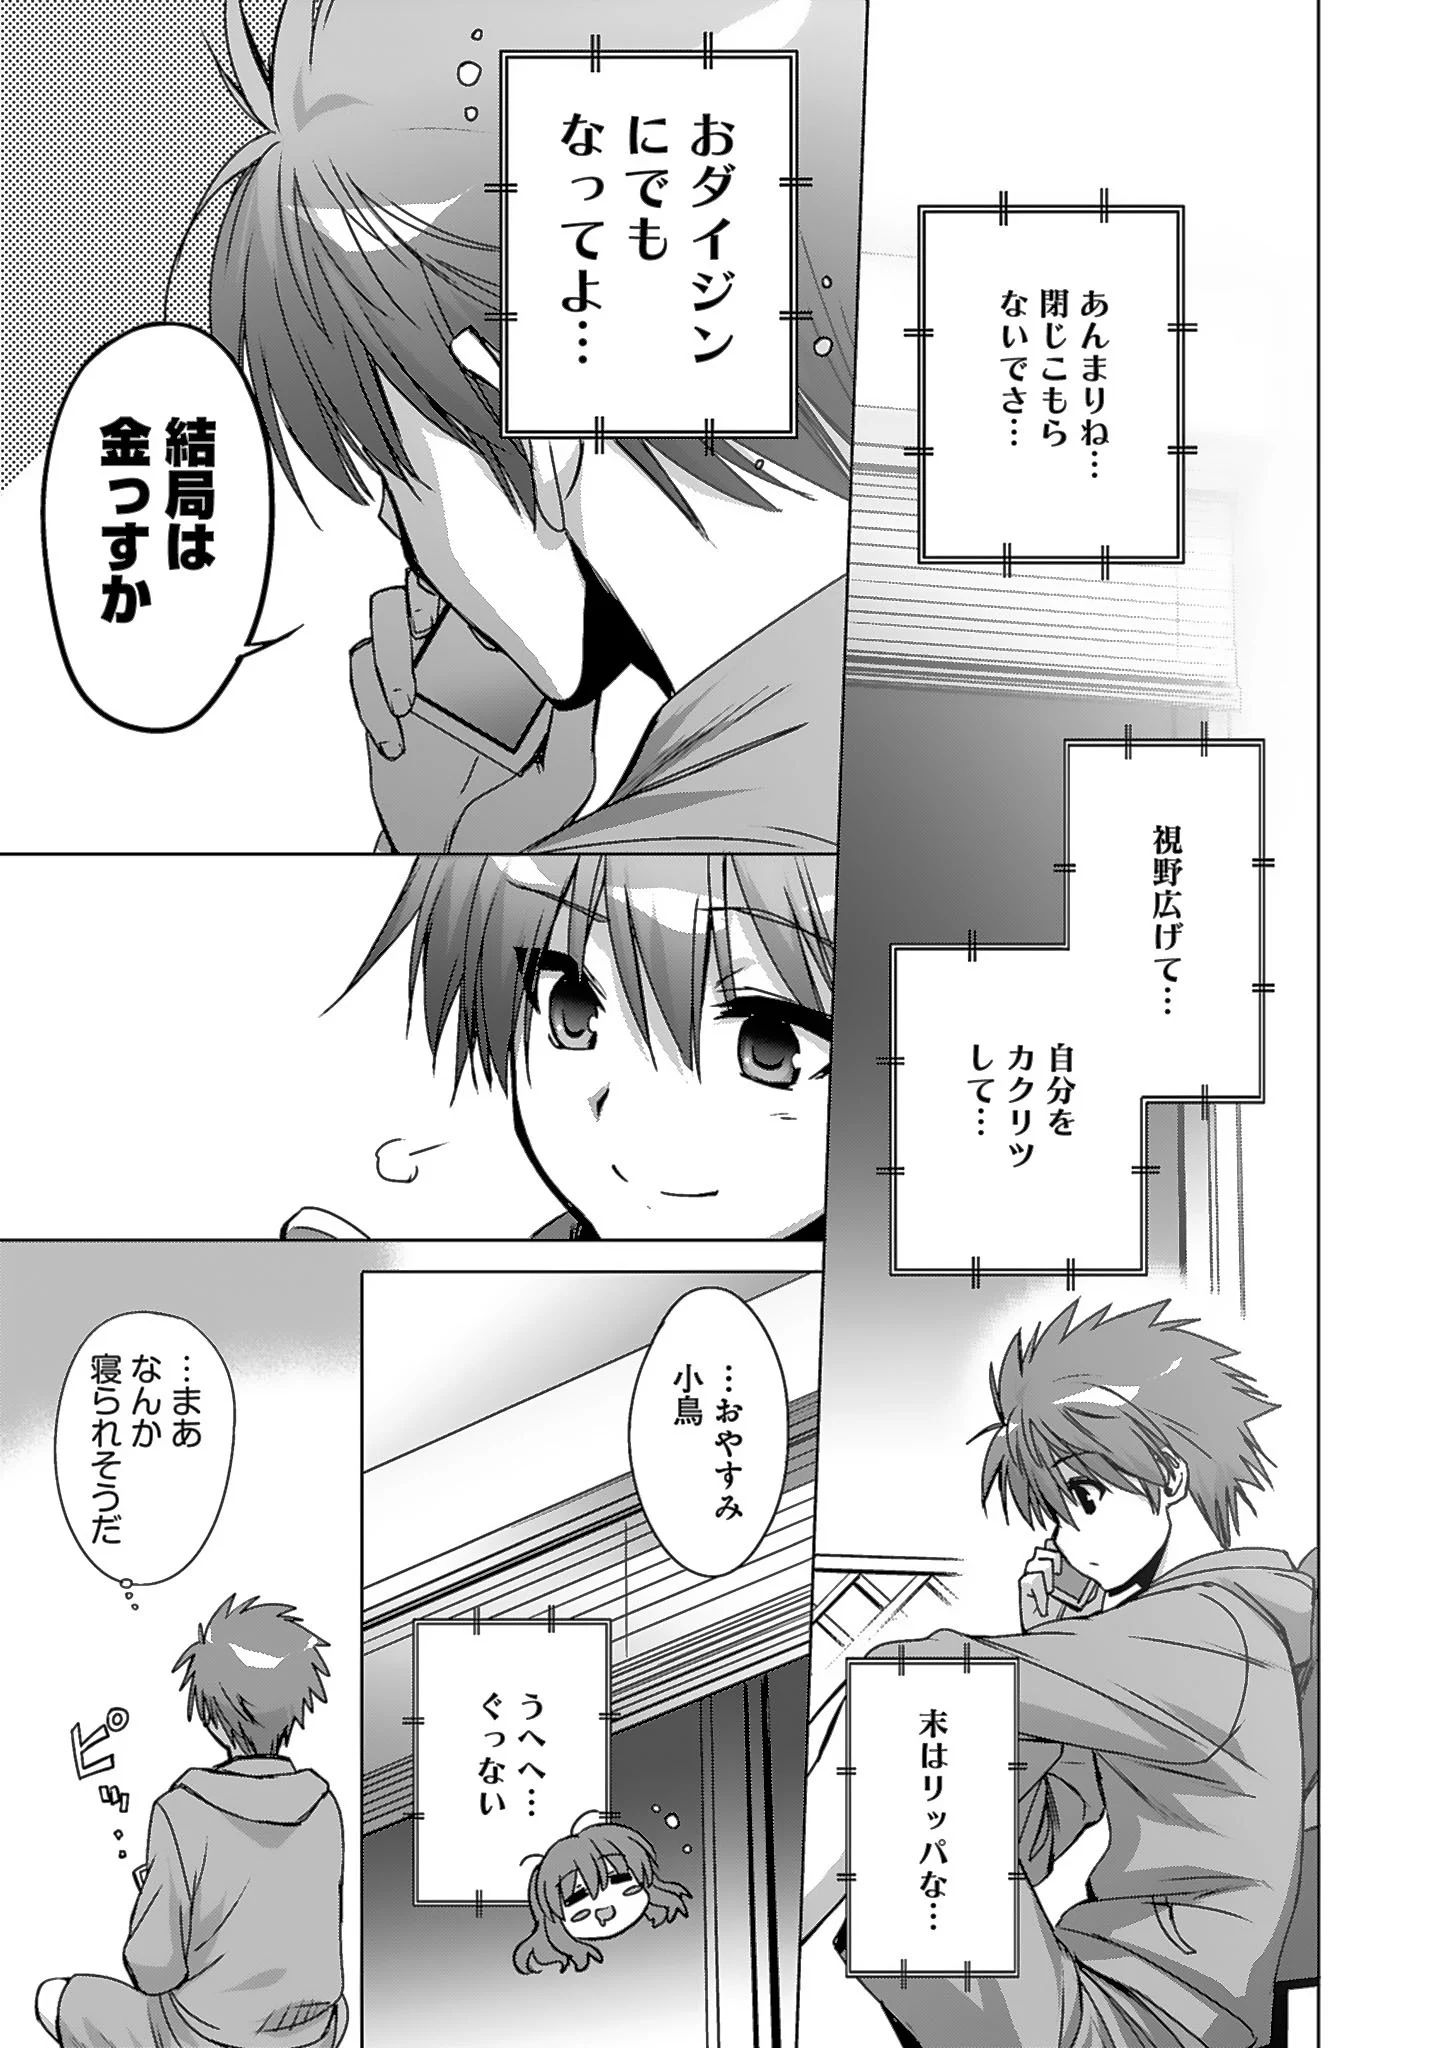 あんまりね…
閉じこもら
ないでさ…
視野広げて…
自分を
カクリツ
して…
末はリッパな…
おダイジン
にでも
なってよ…
結局は
金っすか
…おやすみ
小鳥
うへへへ…
ぐっない
…まあ
なんか
寝られそうだ
ピッ…